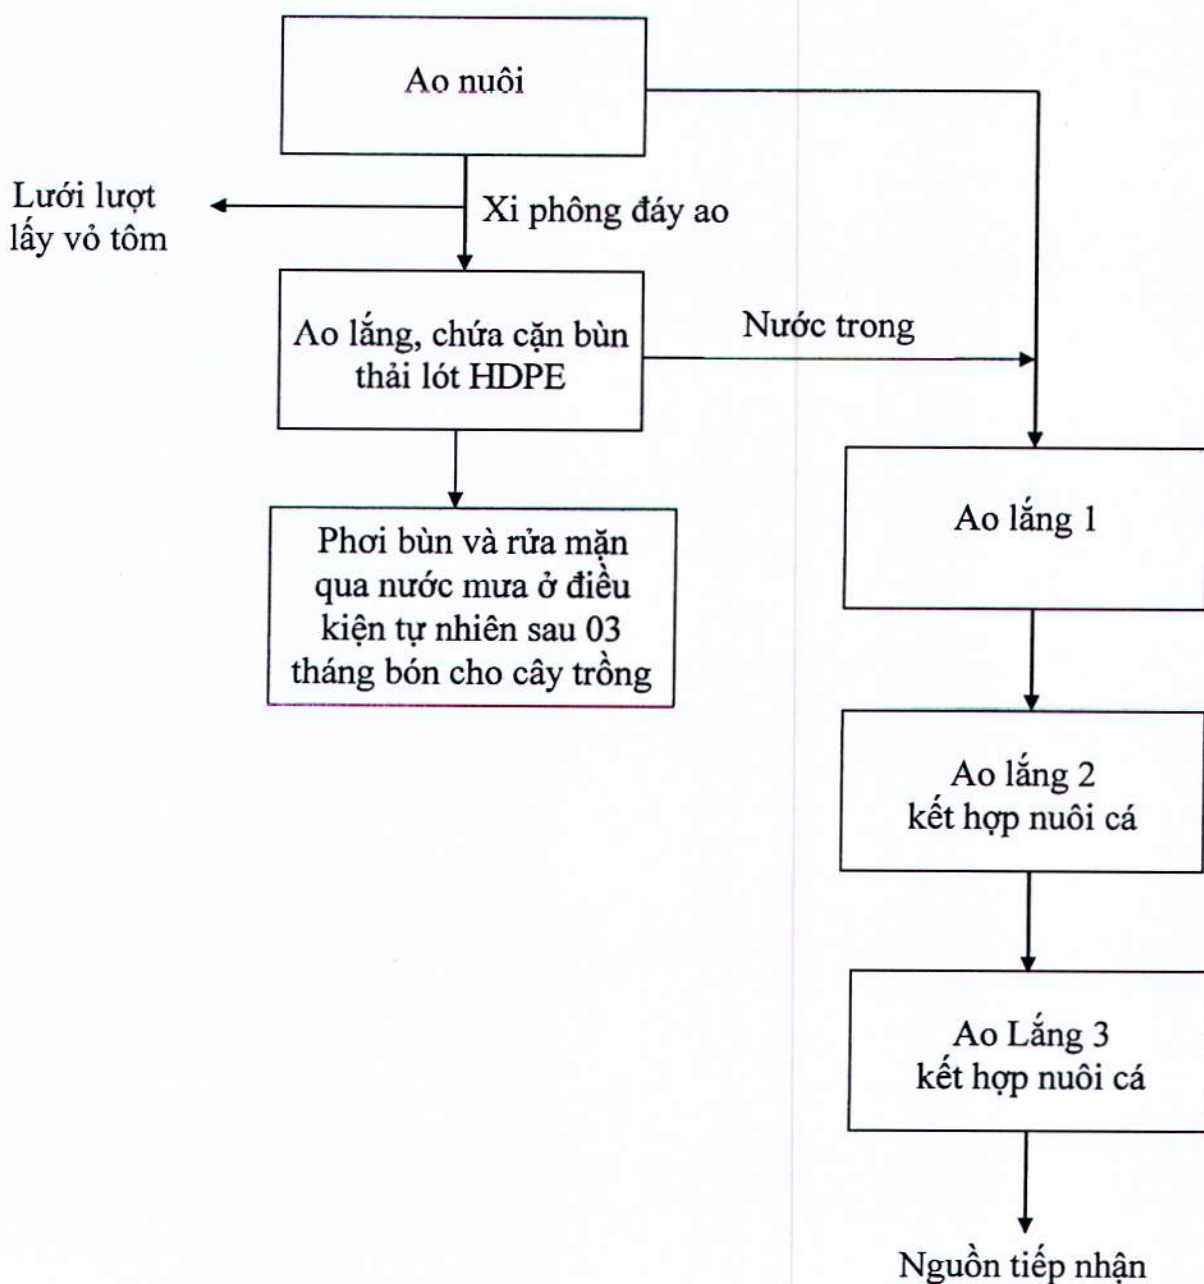 Ao nuôi
Lưới lượt
lấy vỏ tôm
Xi phông đáy ao
Ao lắng, chứa cặn bùn
thải lót HDPE
Nước trong
Phơi bùn và rửa mặn
qua nước mưa ở điều
kiện tự nhiên sau 03
tháng bón cho cây trồng
Ao lắng 1
Ao lắng 2
kết hợp nuôi cá
Ao Lắng 3
kết hợp nuôi cá
Nguồn tiếp nhận